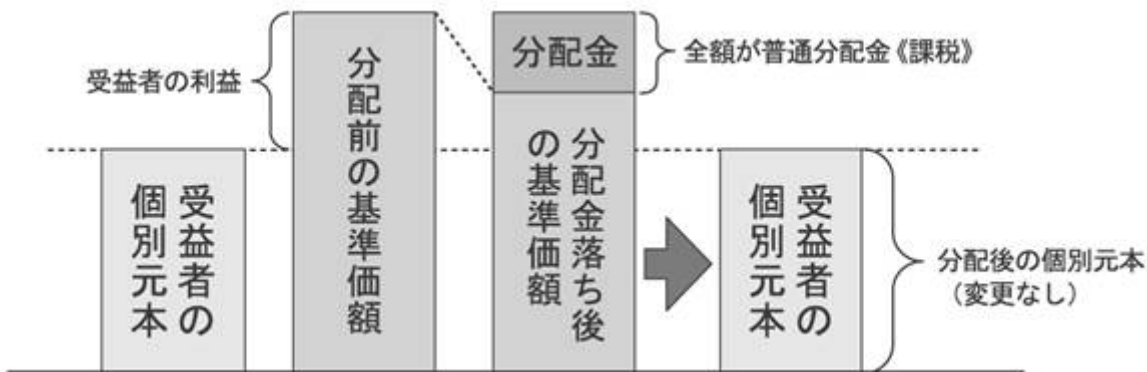 受益者の利益
受益者の
個別元本
分配前の基準価額
分配金
全額が普通分配金《課税》
分配金落ち後
の基準価額
受益者の
個別元本
分配後の個別元本
（変更なし）